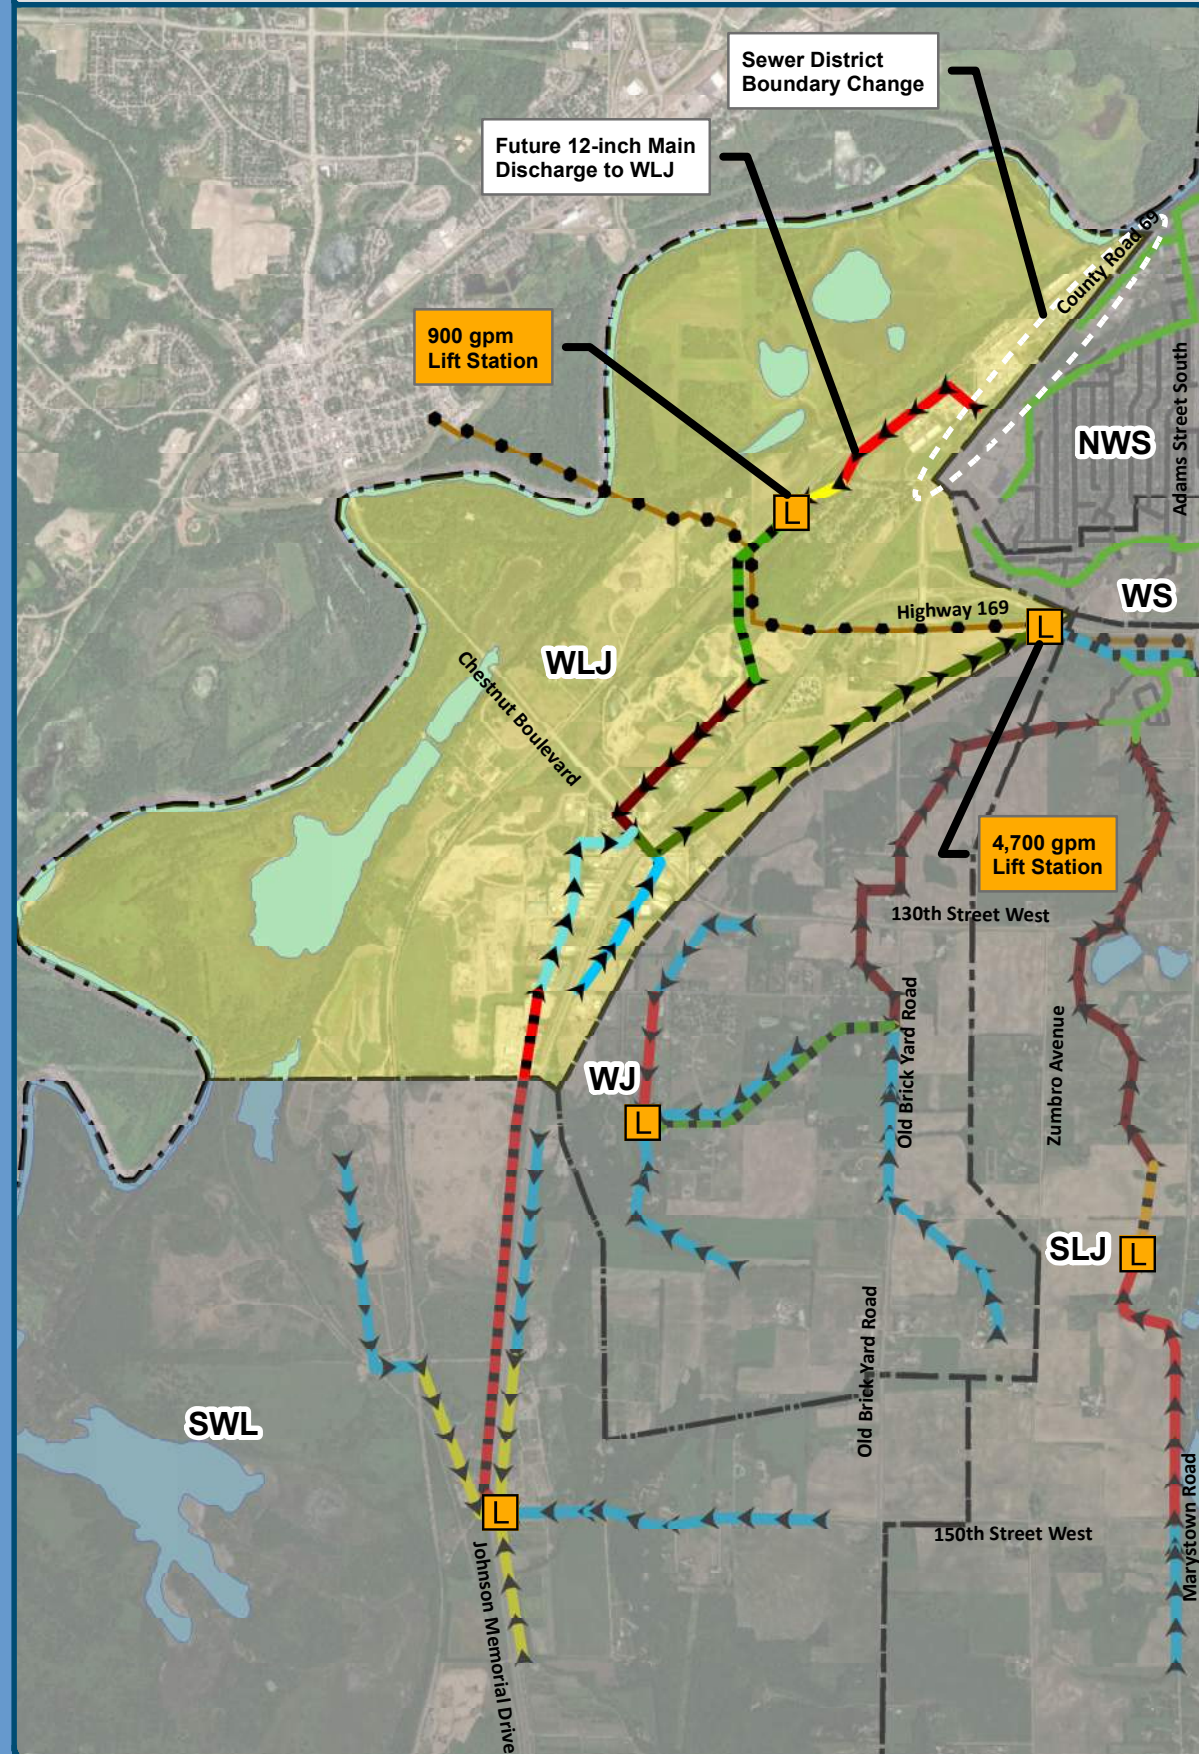 Sewer District
Boundary Change
Future 12-inch Main
Discharge to WLJ
County Road 69
900 gpm
Lift Station
Adams Street South
NWS
L
WS
Highway 169
L
WLJ
Chestnut Boulevard
4,700 gpm
Lift Station
130th Street West
Old Brick Yard Road
Zumbro Avenue
WJ
L
SLJ
L
Old Brick Yard Road
SWL
Marystown Road
L
150th Street West
Johnson Memorial Drive